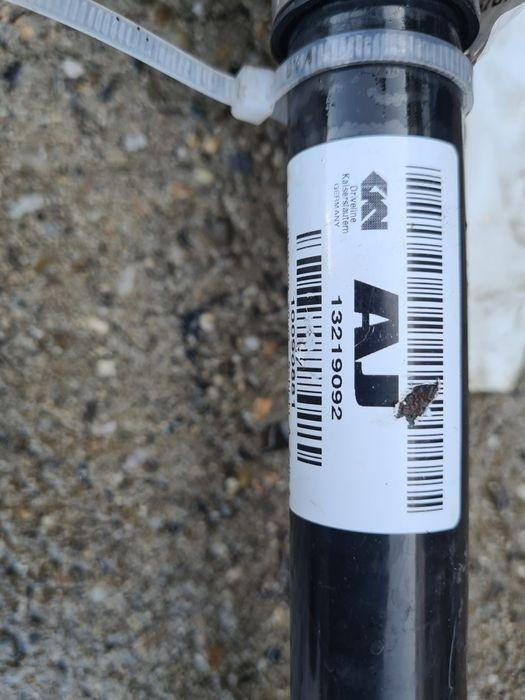 GKN
Driveline
Kaiserslautern
GERMANY
AJ
13219092